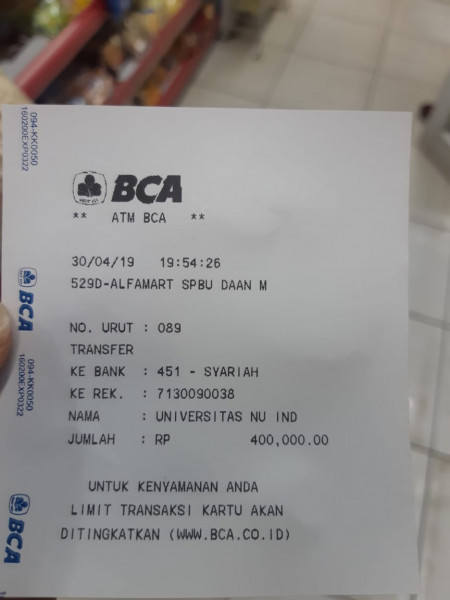 BCA
** ATM BCA **
30/04/19 19:54:26
529D-ALFAMART SPBU DAAN M
NO. URUT : 089
TRANSFER
KE BANK : 451 - SYARIAH
KE REK. : 7130090038
NAMA : UNIVERSITAS NU IND
JUMLAH : RP 400,000.00
UNTUK KENYAMANAN ANDA
LIMIT TRANSAKSI KARTU AKAN
DITINGKATKAN (WWW.BCA.CO.ID)
094-KK0050
160200EXP0322
BCA
094-KK0050
160200EXP0322
BCA